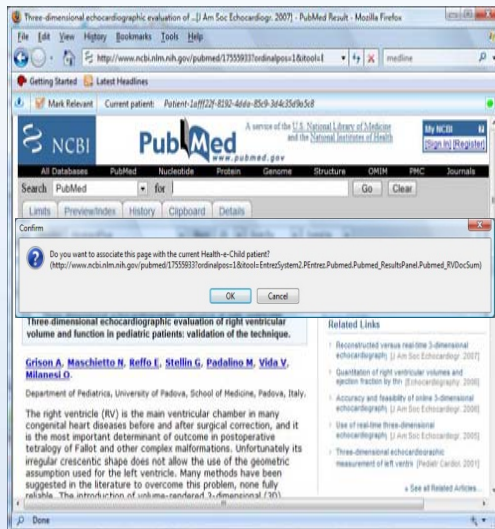 Three-dimensional echocardiographic evaluation of ...[J Am Soc Echocardiogr. 2007] - PubMed Result - Mozilla Firefox
File Edit View History Bookmarks Tools Help
http://www.ncbi.nlm.nih.gov/pubmed/17555933?ordinalpos=1&itool=E
medline
Getting Started Latest Headlines
Mark Relevant Current patient:
NCBI
PubMed
www.pubmed.gov
A service of the U.S. National Library of Medicine
and the National Institutes of Health
My NCBI
[Sign In] [Register]
All Databases PubMed Nucleotide Protein Genome Structure OMIM PMC Journals
Search PubMed for Go Clear
Limits Preview/Index History Clipboard Details
Confirm
Do you want to associate this page with the current Health-e-Child patient?
(http://www.ncbi.nlm.nih.gov/pubmed/17555933?ordinalpos=1&itool=EntrezSystem2.PEntrez.Pubmed.Pubmed_ResultsPanel.Pubmed_RVDocSum)
OK Cancel
Three-dimensional echocardiographic evaluation of right ventricular
volume and function in pediatric patients: validation of the technique.
Grison A, Maschietto N, Reffo E, Stellin G, Padalino M, Vida V,
Milanesi O.
Department of Pediatrics, University of Padova, School of Medicine, Padova, Italy.
The right ventricle (RV) is the main ventricular chamber in many
congenital heart diseases before and after surgical correction, and it
is the most important determinant of outcome in postoperative
tetralogy of Fallot and other complex malformations. Unfortunately its
irregular crescentic shape does not allow the use of the geometric
assumption used for the left ventricle. Many methods have been
suggested in the literature to overcome this problem, none fully
reliable. The introduction of volume-rendered 3-dimensional (3D)
Related Links
Reconstructed versus real-time 3-dimensional
echocardiography [J Am Soc Echocardiogr. 2007]
Quantitation of right ventricular volumes and
ejection fraction by thr [Echocardiography. 2006]
Accuracy and feasibility of online 3-dimensional
echocardiography [J Am Soc Echocardiogr. 2006]
Use of real-time three-dimensional
echocardiography [J Am Soc Echocardiogr. 2005]
Three-dimensional echocardiographic
measurement of left ventri [Pediatr Cardiol. 2001]
» See all Related Articles...
Done